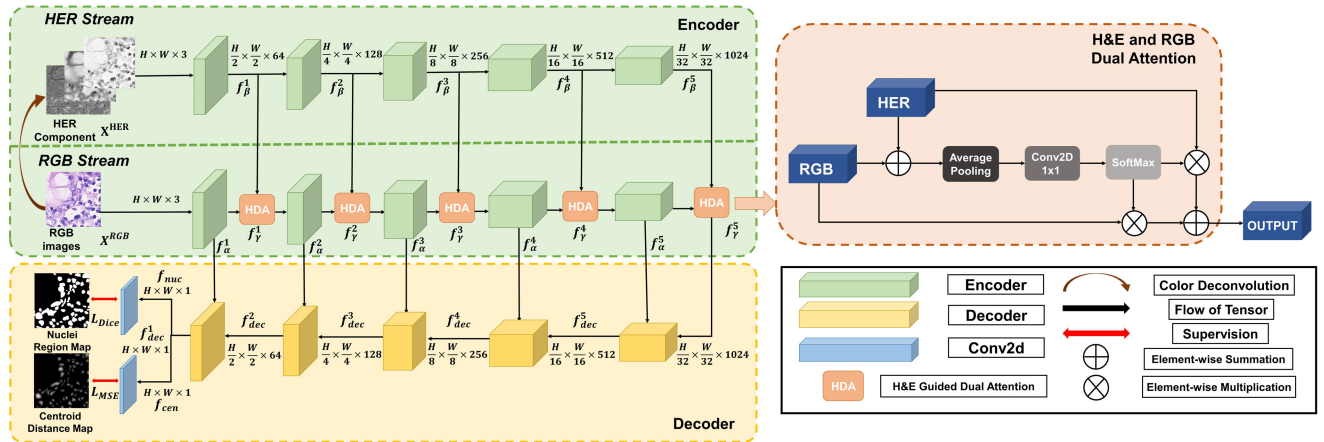 HER Stream
Encoder
H × W × 3
H/2 × W/2 × 64
H/4 × W/4 × 128
H/8 × W/8 × 256
H/16 × W/16 × 512
H/32 × W/32 × 1024
f_β^1
f_β^2
f_β^3
f_β^4
f_β^5
HER
Component
X^HER
RGB Stream
H × W × 3
HDA
HDA
HDA
HDA
HDA
RGB
images
X^RGB
f_γ^1
f_γ^2
f_γ^3
f_γ^4
f_γ^5
f_α^1
f_α^2
f_α^3
f_α^4
f_α^5
f_nuc
H × W × 1
L_Dice
Nuclei
Region Map
f_dec^1
H × W × 1
L_MSE
H × W × 1
f_cen
Centroid
Distance Map
f_dec^2
f_dec^3
f_dec^4
f_dec^5
H/2 × W/2 × 64
H/4 × W/4 × 128
H/8 × W/8 × 256
H/16 × W/16 × 512
H/32 × W/32 × 1024
Decoder
H&E and RGB
Dual Attention
HER
RGB
Average
Pooling
Conv2D
1x1
SoftMax
OUTPUT
Encoder
Color Deconvolution
Decoder
Flow of Tensor
Supervision
Conv2d
Element-wise Summation
HDA
H&E Guided Dual Attention
Element-wise Multiplication